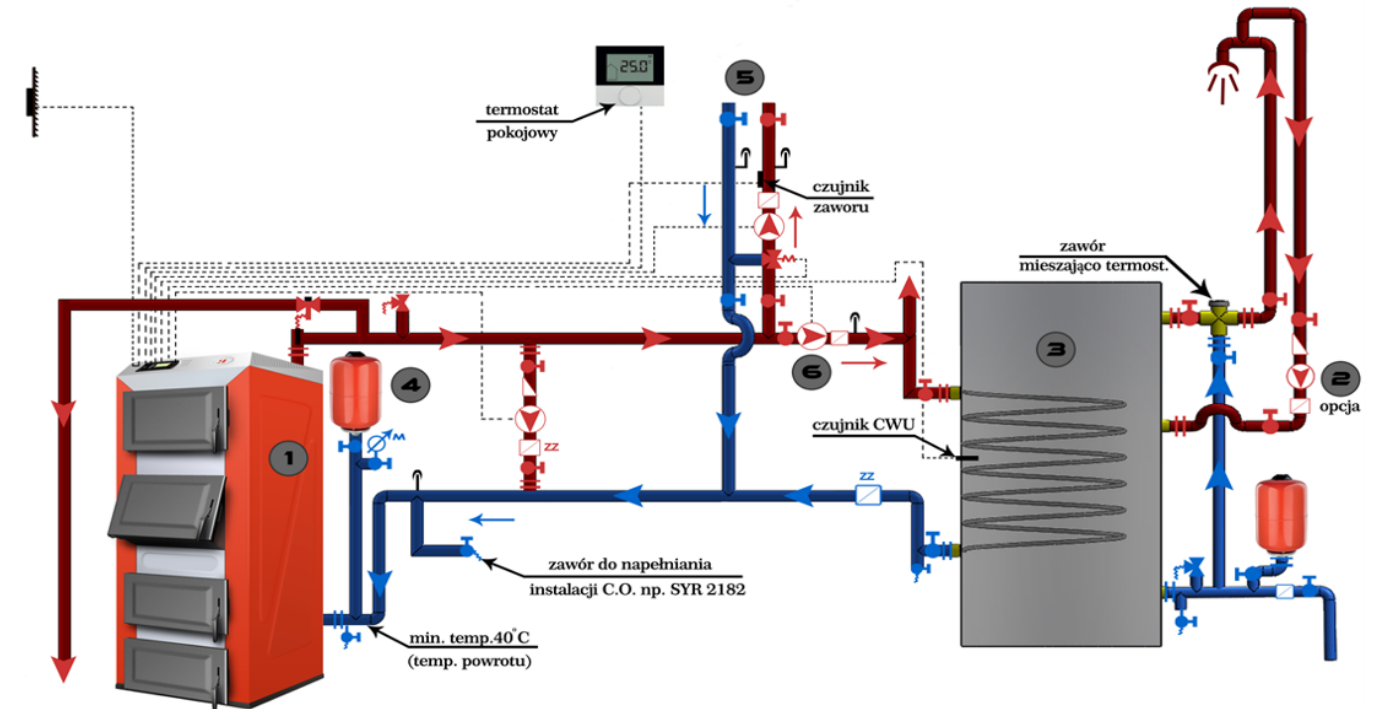 5
25.0°
termostat
pokojowy
czujnik
zaworu
zawór
mieszająco termost.
3
4
6
2
opcja
1
czujnik CWU
zz
zz
zawór do napełniania
instalacji C.O. np. SYR 2182
min. temp.40°C
(temp. powrotu)